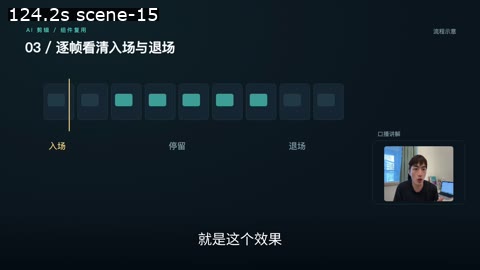 124.2s scene-15
AI 剪辑 / 组件复用
03 / 逐帧看清入场与退场
流程示意
入场
停留
退场
口播讲解
就是这个效果